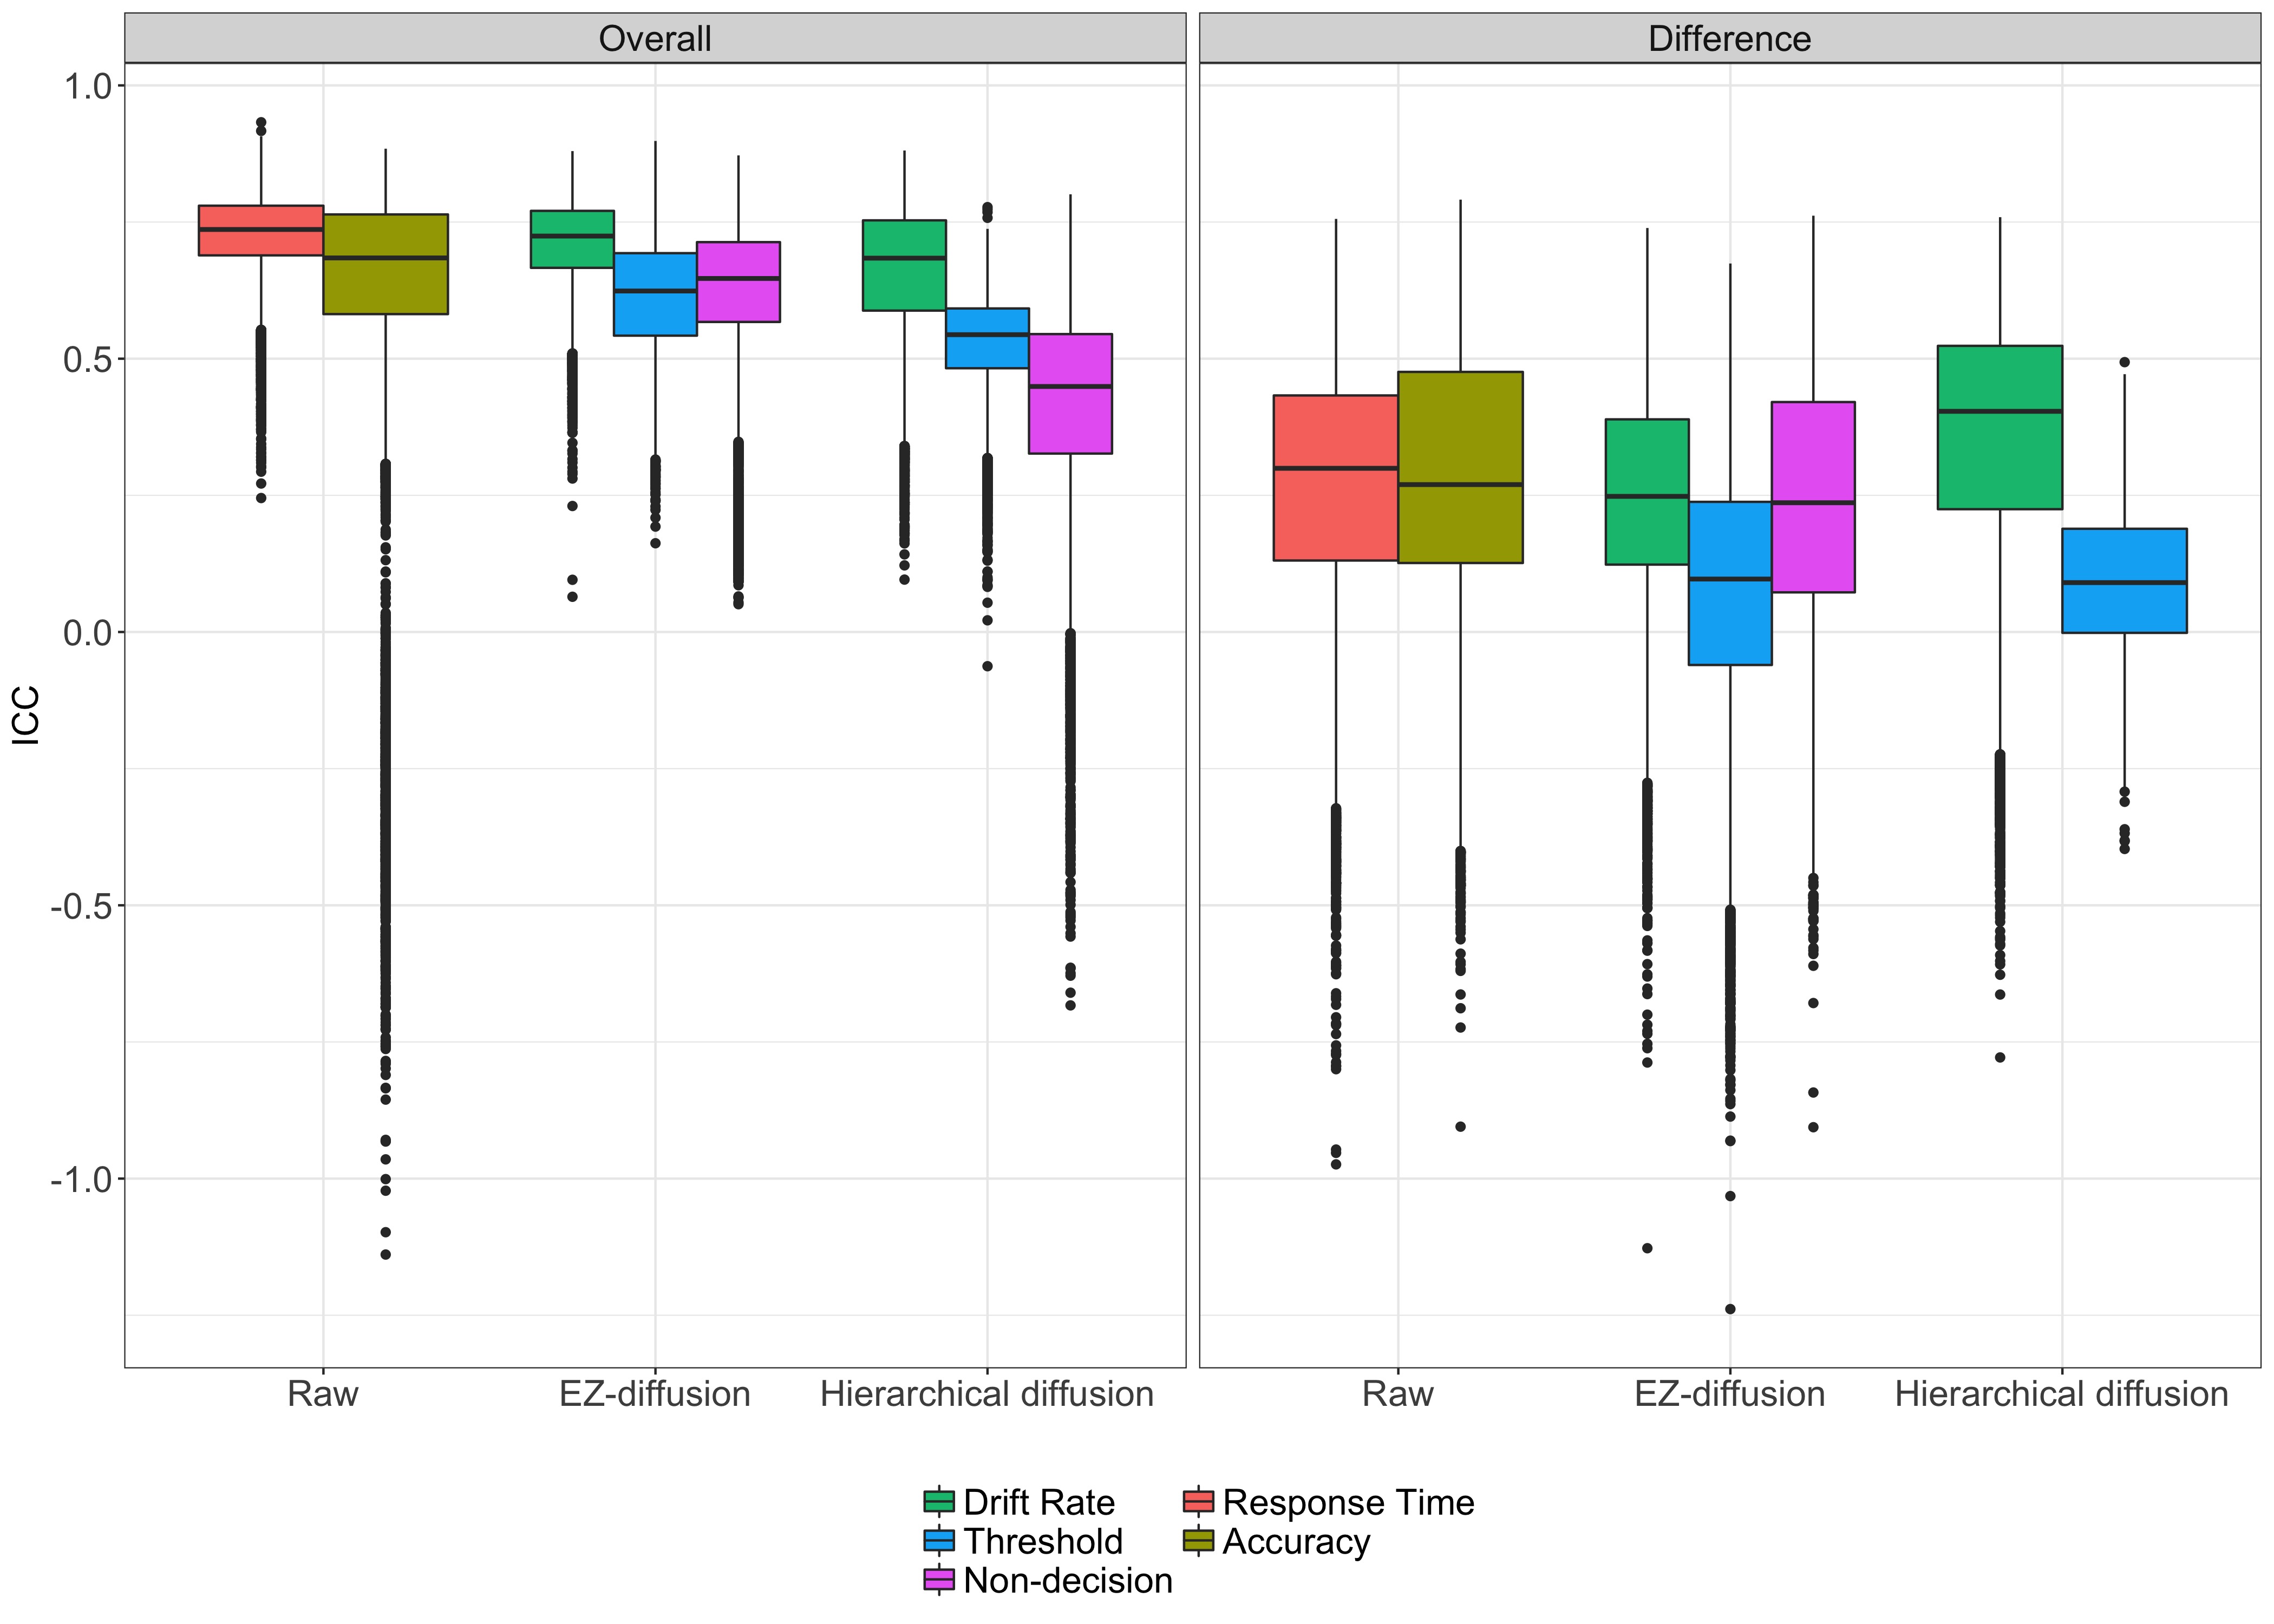 Overall
Difference
ICC
1.0
0.5
0.0
-0.5
-1.0
Raw
EZ-diffusion
Hierarchical diffusion
Raw
EZ-diffusion
Hierarchical diffusion
Drift Rate
Threshold
Non-decision
Response Time
Accuracy